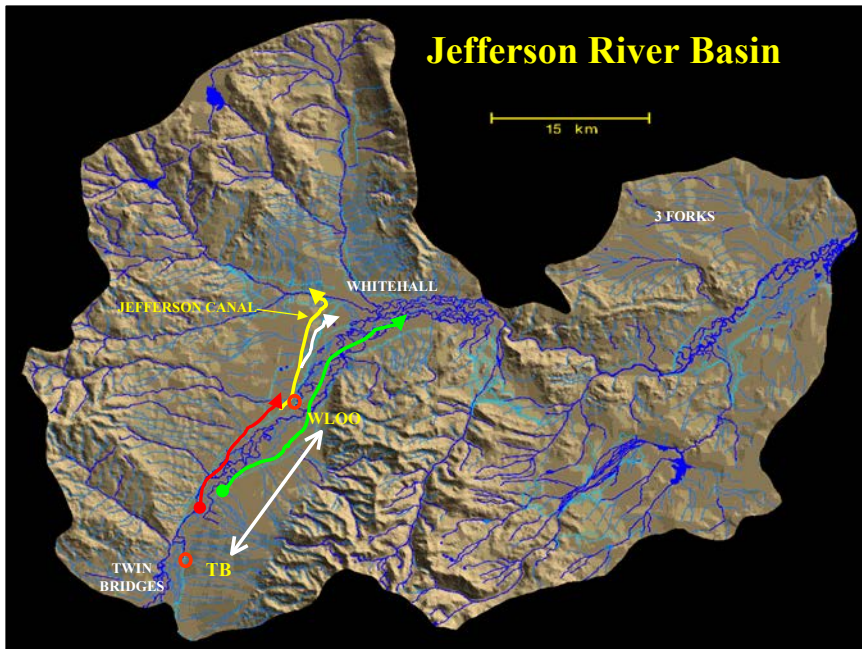 Jefferson River Basin
15 km
3 FORKS
WHITEHALL
JEFFERSON CANAL
WLOO
TWIN
BRIDGES
TB